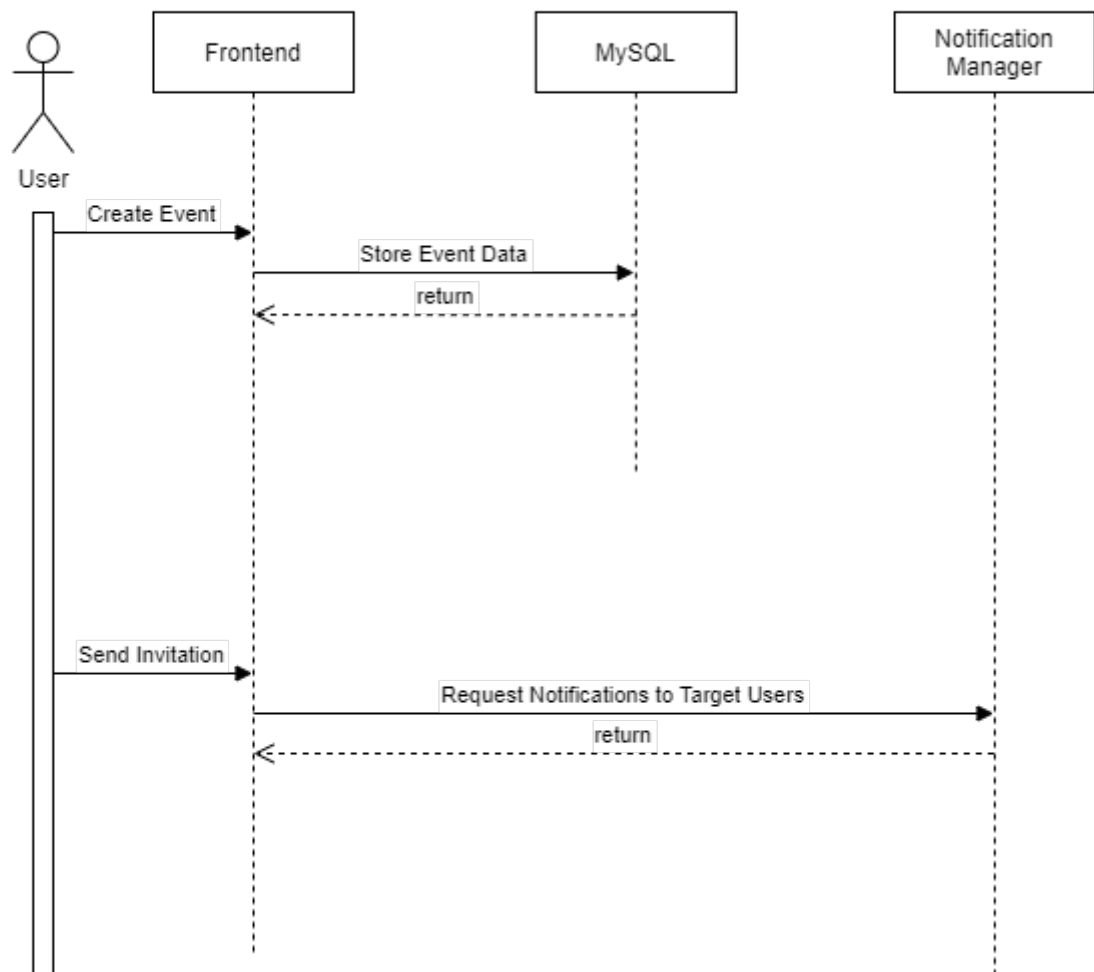 Frontend
MySQL
Notification
Manager
User
Create Event
Store Event Data
return
Send Invitation
Request Notifications to Target Users
return